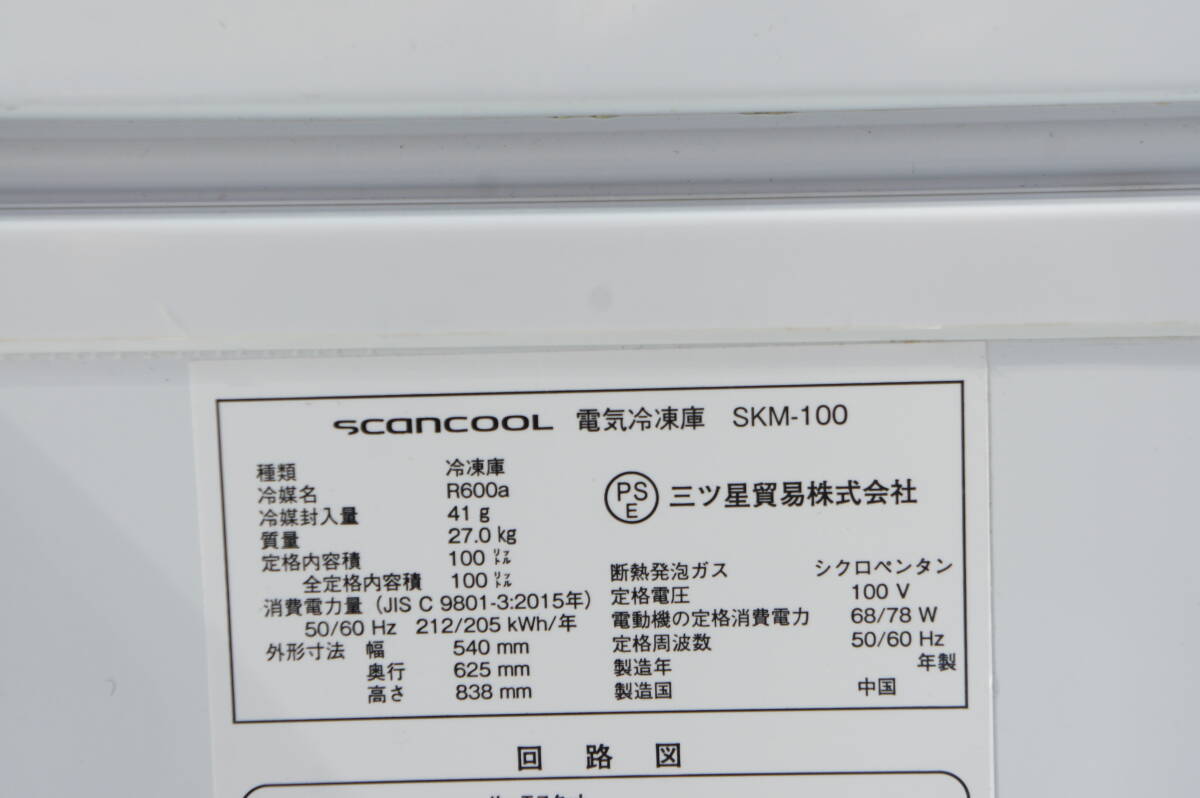 scancool 電気冷凍庫 SKM-100
種類 冷凍庫
冷媒名 R600a
冷媒封入量 41 g
質量 27.0 kg
定格内容積 100 リットル
全定格内容積 100 リットル
消費電力量 (JIS C 9801-3:2015年)
50/60 Hz 212/205 kWh/年
外形寸法 幅 540 mm
奥行 625 mm
高さ 838 mm
PS
E
三ツ星貿易株式会社
断熱発泡ガス シクロペンタン
定格電圧 100 V
電動機の定格消費電力 68/78 W
定格周波数 50/60 Hz
製造年 年製
製造国 中国
回路図